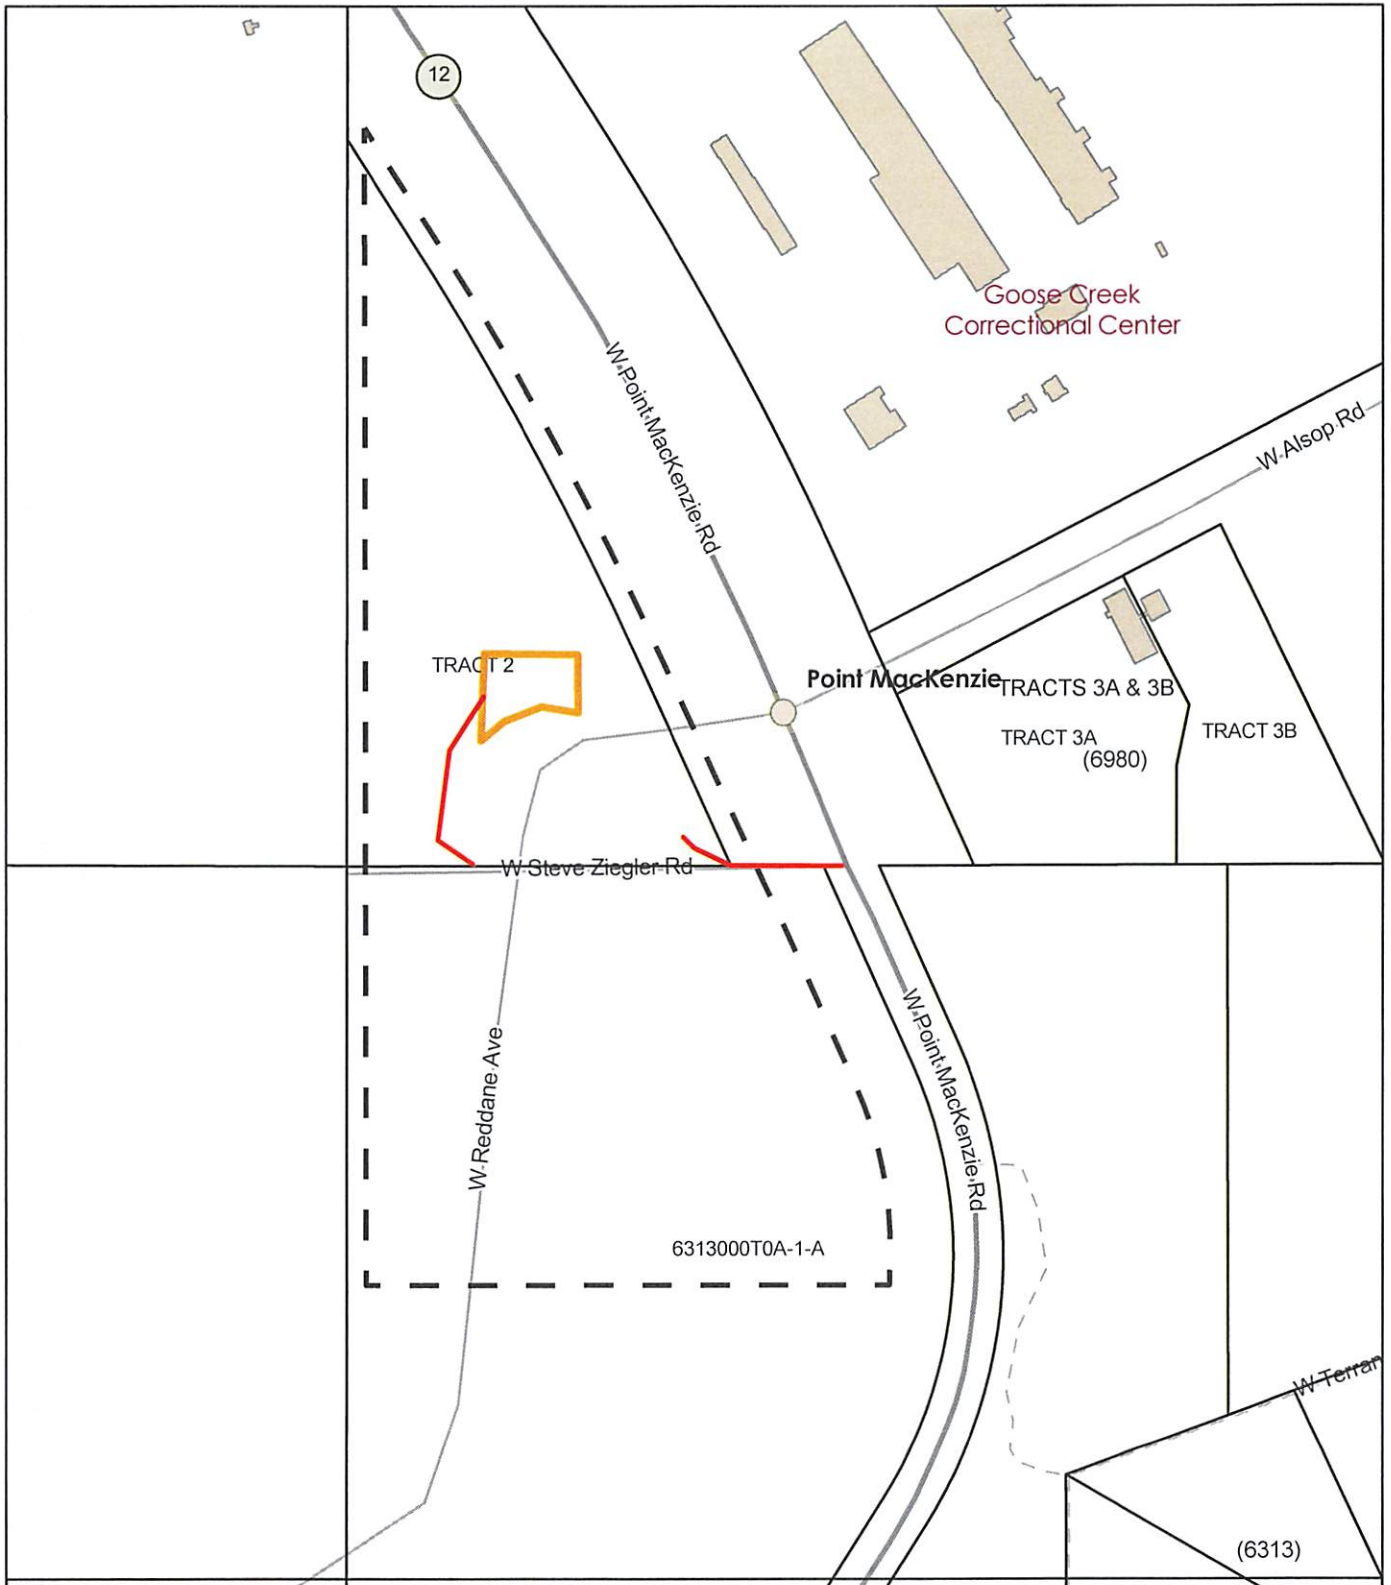 12
Goose Creek
Correctional Center
W Point MacKenzie Rd
W Alsop Rd
TRACT 2
Point MacKenzie
TRACTS 3A & 3B
TRACT 3A
(6980)
TRACT 3B
W Steve Ziegler Rd
W Reddane Ave
W Point MacKenzie Rd
6313000T0A-1-A
W Terran
(6313)